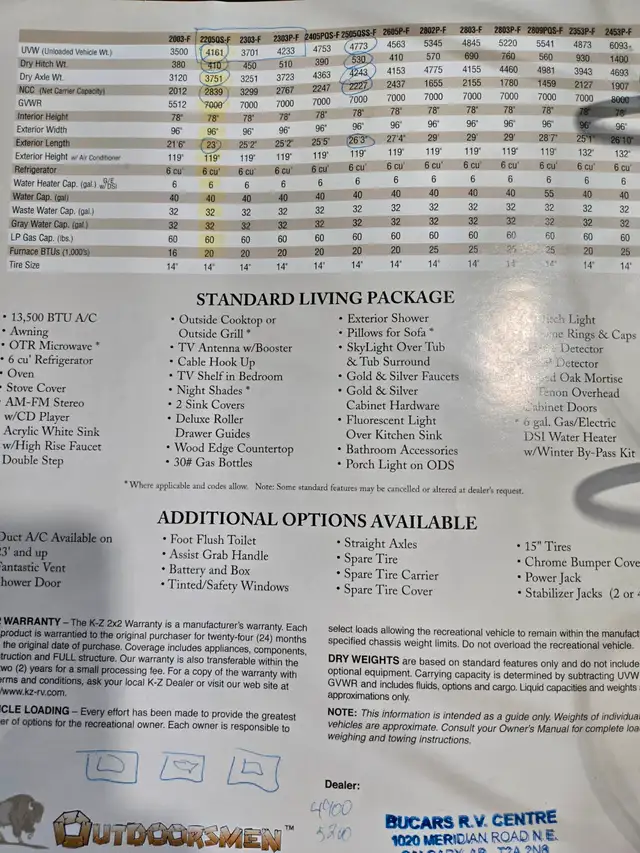 2003-F 2205QS-F 2303-F 2303P-F 2405PQS-F 2505QSS-F 2605P-F 2802P-F 2803-F 2803P-F 2809PQS-F 2353P-F 2453P-F
UVW (Unloaded Vehicle Wt.) 3500 4161 3701 4233 4753 4773 4563 5345 4845 5220 5541 4873 6093
Dry Hitch Wt. 380 410 450 510 390 530 410 570 690 760 560 930 1400
Dry Axle Wt. 3120 3751 3251 3723 4363 4243 4153 4775 4155 4460 4981 3943 4693
NCC (Net Carrier Capacity) 2012 2839 3299 2767 2247 2227 2437 1655 2155 1780 1459 2127 1907
GVWR 5512 7000 7000 7000 7000 7000 7000 7000 7000 7000 7000 7000 8000
Interior Height 78" 78" 78" 78" 78" 78" 78" 78" 78" 78" 78" 78" 78"
Exterior Width 96" 96" 96" 96" 96" 96" 96" 96" 96" 96" 96" 96" 96"
Exterior Length 21'6" 23' 25'2" 25'2" 25'5" 26'3" 27'4" 29' 29' 29' 28'7" 25'1" 26'10"
Exterior Height w/ Air Conditioner 119" 119" 119" 119" 119" 119" 119" 119" 119" 119" 119" 132" 132"
Refrigerator 6 cu' 6 cu' 6 cu' 6 cu' 6 cu' 6 cu' 6 cu' 6 cu' 6 cu' 6 cu' 6 cu' 6 cu' 6 cu'
Water Heater Cap. (gal.) G/E w/DSI 6 6 6 6 6 6 6 6 6 6 6 6 6
Water Cap. (gal) 40 40 40 40 40 40 40 40 40 40 55 40 40
Waste Water Cap. (gal.) 32 32 32 32 32 32 32 32 32 32 32 32 32
Gray Water Cap. (gal.) 32 32 32 32 32 32 32 32 32 32 32 32 32
LP Gas Cap. (lbs.) 60 60 60 60 60 60 60 60 60 60 60 60 60
Furnace BTUs (1,000's) 16 20 20 20 20 20 20 25 25 25 25 20 25
Tire Size 14" 14" 14" 14" 14" 14" 14" 14" 14" 14" 14" 14" 14"
STANDARD LIVING PACKAGE
• 13,500 BTU A/C
• Awning
• OTR Microwave *
• 6 cu' Refrigerator
• Oven
• Stove Cover
• AM-FM Stereo
w/CD Player
Acrylic White Sink
w/High Rise Faucet
Double Step
• Outside Cooktop or
Outside Grill *
• TV Antenna w/Booster
• Cable Hook Up
• TV Shelf in Bedroom
• Night Shades *
• 2 Sink Covers
• Deluxe Roller
Drawer Guides
• Wood Edge Countertop
• 30# Gas Bottles
• Exterior Shower
• Pillows for Sofa *
• SkyLight Over Tub
& Tub Surround
• Gold & Silver Faucets
• Gold & Silver
Cabinet Hardware
• Fluorescent Light
Over Kitchen Sink
• Bathroom Accessories
• Porch Light on ODS
Light
Rings & Caps
Detector
Detector
Oak Mortise
Tenon Overhead
Cabinet Doors
• 6 gal. Gas/Electric
DSI Water Heater
w/Winter By-Pass Kit
* Where applicable and codes allow. Note: Some standard features may be cancelled or altered at dealer's request.
ADDITIONAL OPTIONS AVAILABLE
Duct A/C Available on
23' and up
Fantastic Vent
Shower Door
• Foot Flush Toilet
• Assist Grab Handle
• Battery and Box
• Tinted/Safety Windows
• Straight Axles
• Spare Tire
• Spare Tire Carrier
• Spare Tire Cover
• 15" Tires
• Chrome Bumper Cove
• Power Jack
• Stabilizer Jacks (2 or 4
WARRANTY – The K-Z 2x2 Warranty is a manufacturer's warranty. Each
product is warrantied to the original purchaser for twenty-four (24) months
the original date of purchase. Coverage includes appliances, components,
truction and FULL structure. Our warranty is also transferable within the
two (2) years for a small processing fee. For a copy of the warranty with
erms and conditions, ask your local K-Z Dealer or visit our web site at
/www.kz-rv.com.
ICLE LOADING – Every effort has been made to provide the greatest
er of options for the recreational owner. Each owner is responsible to
select loads allowing the recreational vehicle to remain within the manufact
specified chassis weight limits. Do not overload the recreational vehicle.
DRY WEIGHTS are based on standard features only and do not include
optional equipment. Carrying capacity is determined by subtracting UVW
GVWR and includes fluids, options and cargo. Liquid capacities and weights
approximations only.
NOTE: This information is intended as a guide only. Weights of individua
vehicles are approximate. Consult your Owner's Manual for complete loa
weighing and towing instructions.
OUTDOORSMEN™
Dealer:
4900
5200
BUCARS R.V. CENTRE
1020 MERIDIAN ROAD N.E.
CALGARY, AB T2A 2N8